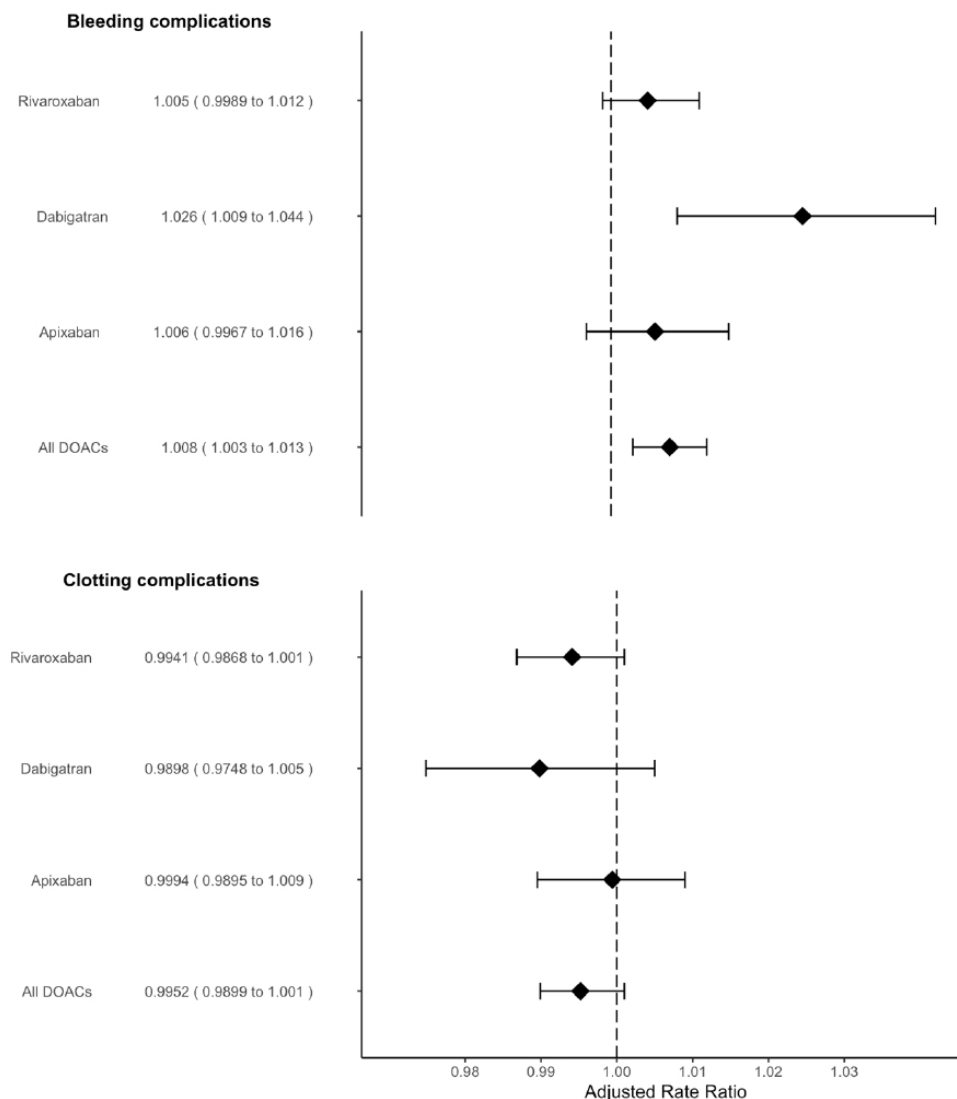 Bleeding complications
Rivaroxaban 1.005 ( 0.9989 to 1.012 )
Dabigatran 1.026 ( 1.009 to 1.044 )
Apixaban 1.006 ( 0.9967 to 1.016 )
All DOACs 1.008 ( 1.003 to 1.013 )
Clotting complications
Rivaroxaban 0.9941 ( 0.9868 to 1.001 )
Dabigatran 0.9898 ( 0.9748 to 1.005 )
Apixaban 0.9994 ( 0.9895 to 1.009 )
All DOACs 0.9952 ( 0.9899 to 1.001 )
0.98 0.99 1.00 1.01 1.02 1.03
Adjusted Rate Ratio